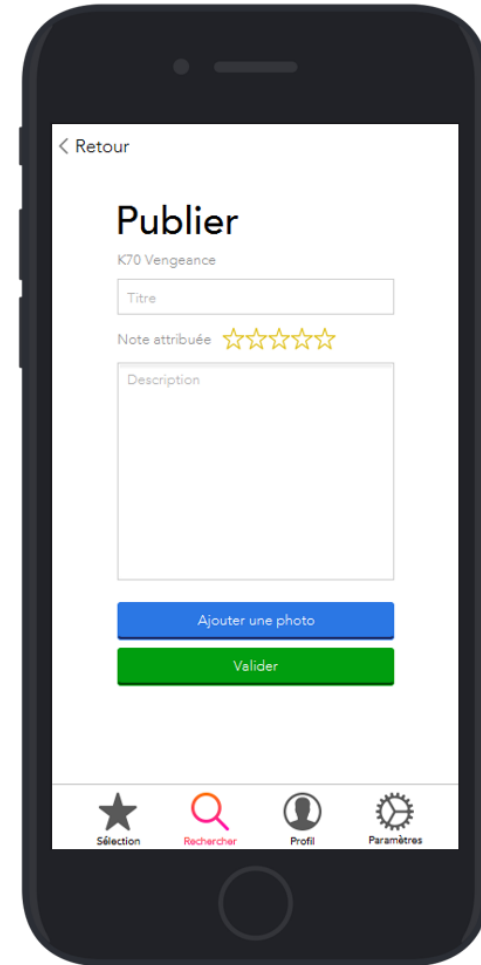 Retour
Publier
K70 Vengeance
Titre
Note attribuée
Description
Ajouter une photo
Valider
Sélection Rechercher Profil Paramètres